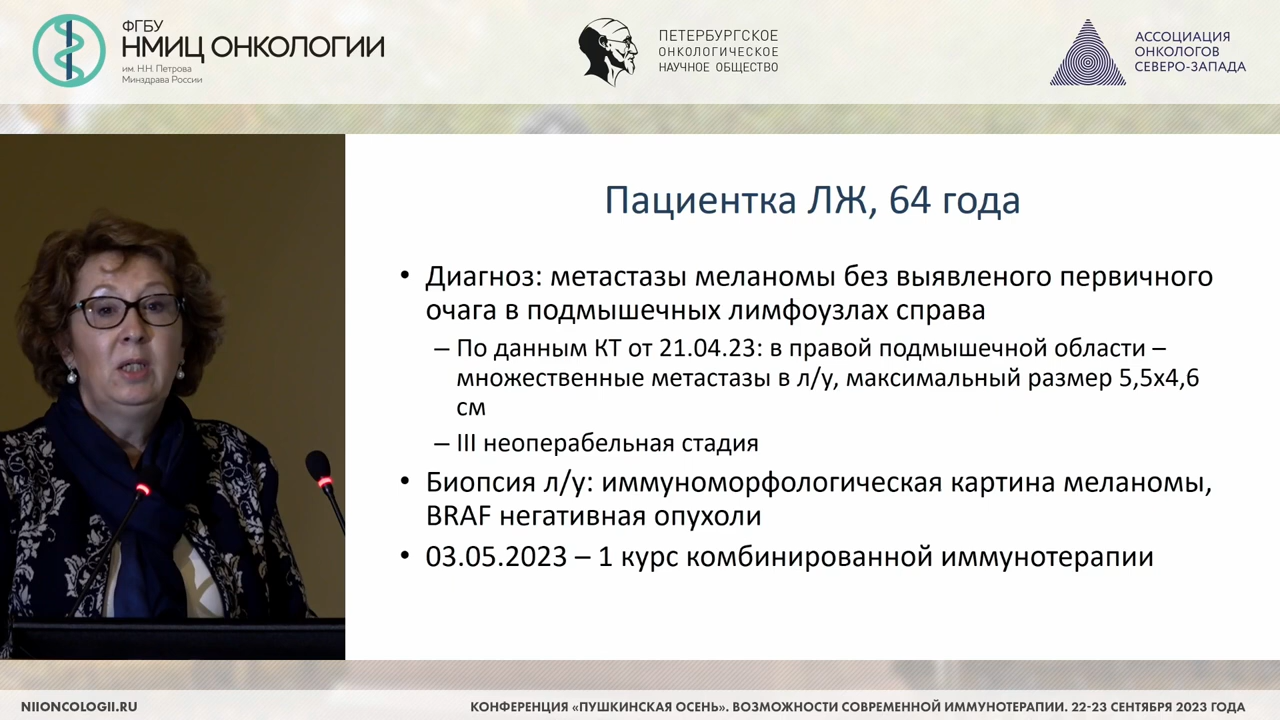 ФГБУ
НМИЦ ОНКОЛОГИИ
им. Н.Н. Петрова
Минздрава России
ПЕТЕРБУРГСКОЕ
ОНКОЛОГИЧЕСКОЕ
НАУЧНОЕ ОБЩЕСТВО
АССОЦИАЦИЯ
ОНКОЛОГОВ
СЕВЕРО-ЗАПАДА
Пациентка ЛЖ, 64 года
• Диагноз: метастазы меланомы без выявленого первичного
очага в подмышечных лимфоузлах справа
– По данным КТ от 21.04.23: в правой подмышечной области –
множественные метастазы в л/у, максимальный размер 5,5х4,6
см
– III неоперабельная стадия
• Биопсия л/у: иммуноморфологическая картина меланомы,
BRAF негативная опухоли
• 03.05.2023 – 1 курс комбинированной иммунотерапии
NIIONCOLOGII.RU
КОНФЕРЕНЦИЯ «ПУШКИНСКАЯ ОСЕНЬ». ВОЗМОЖНОСТИ СОВРЕМЕННОЙ ИММУНОТЕРАПИИ. 22-23 СЕНТЯБРЯ 2023 ГОДА